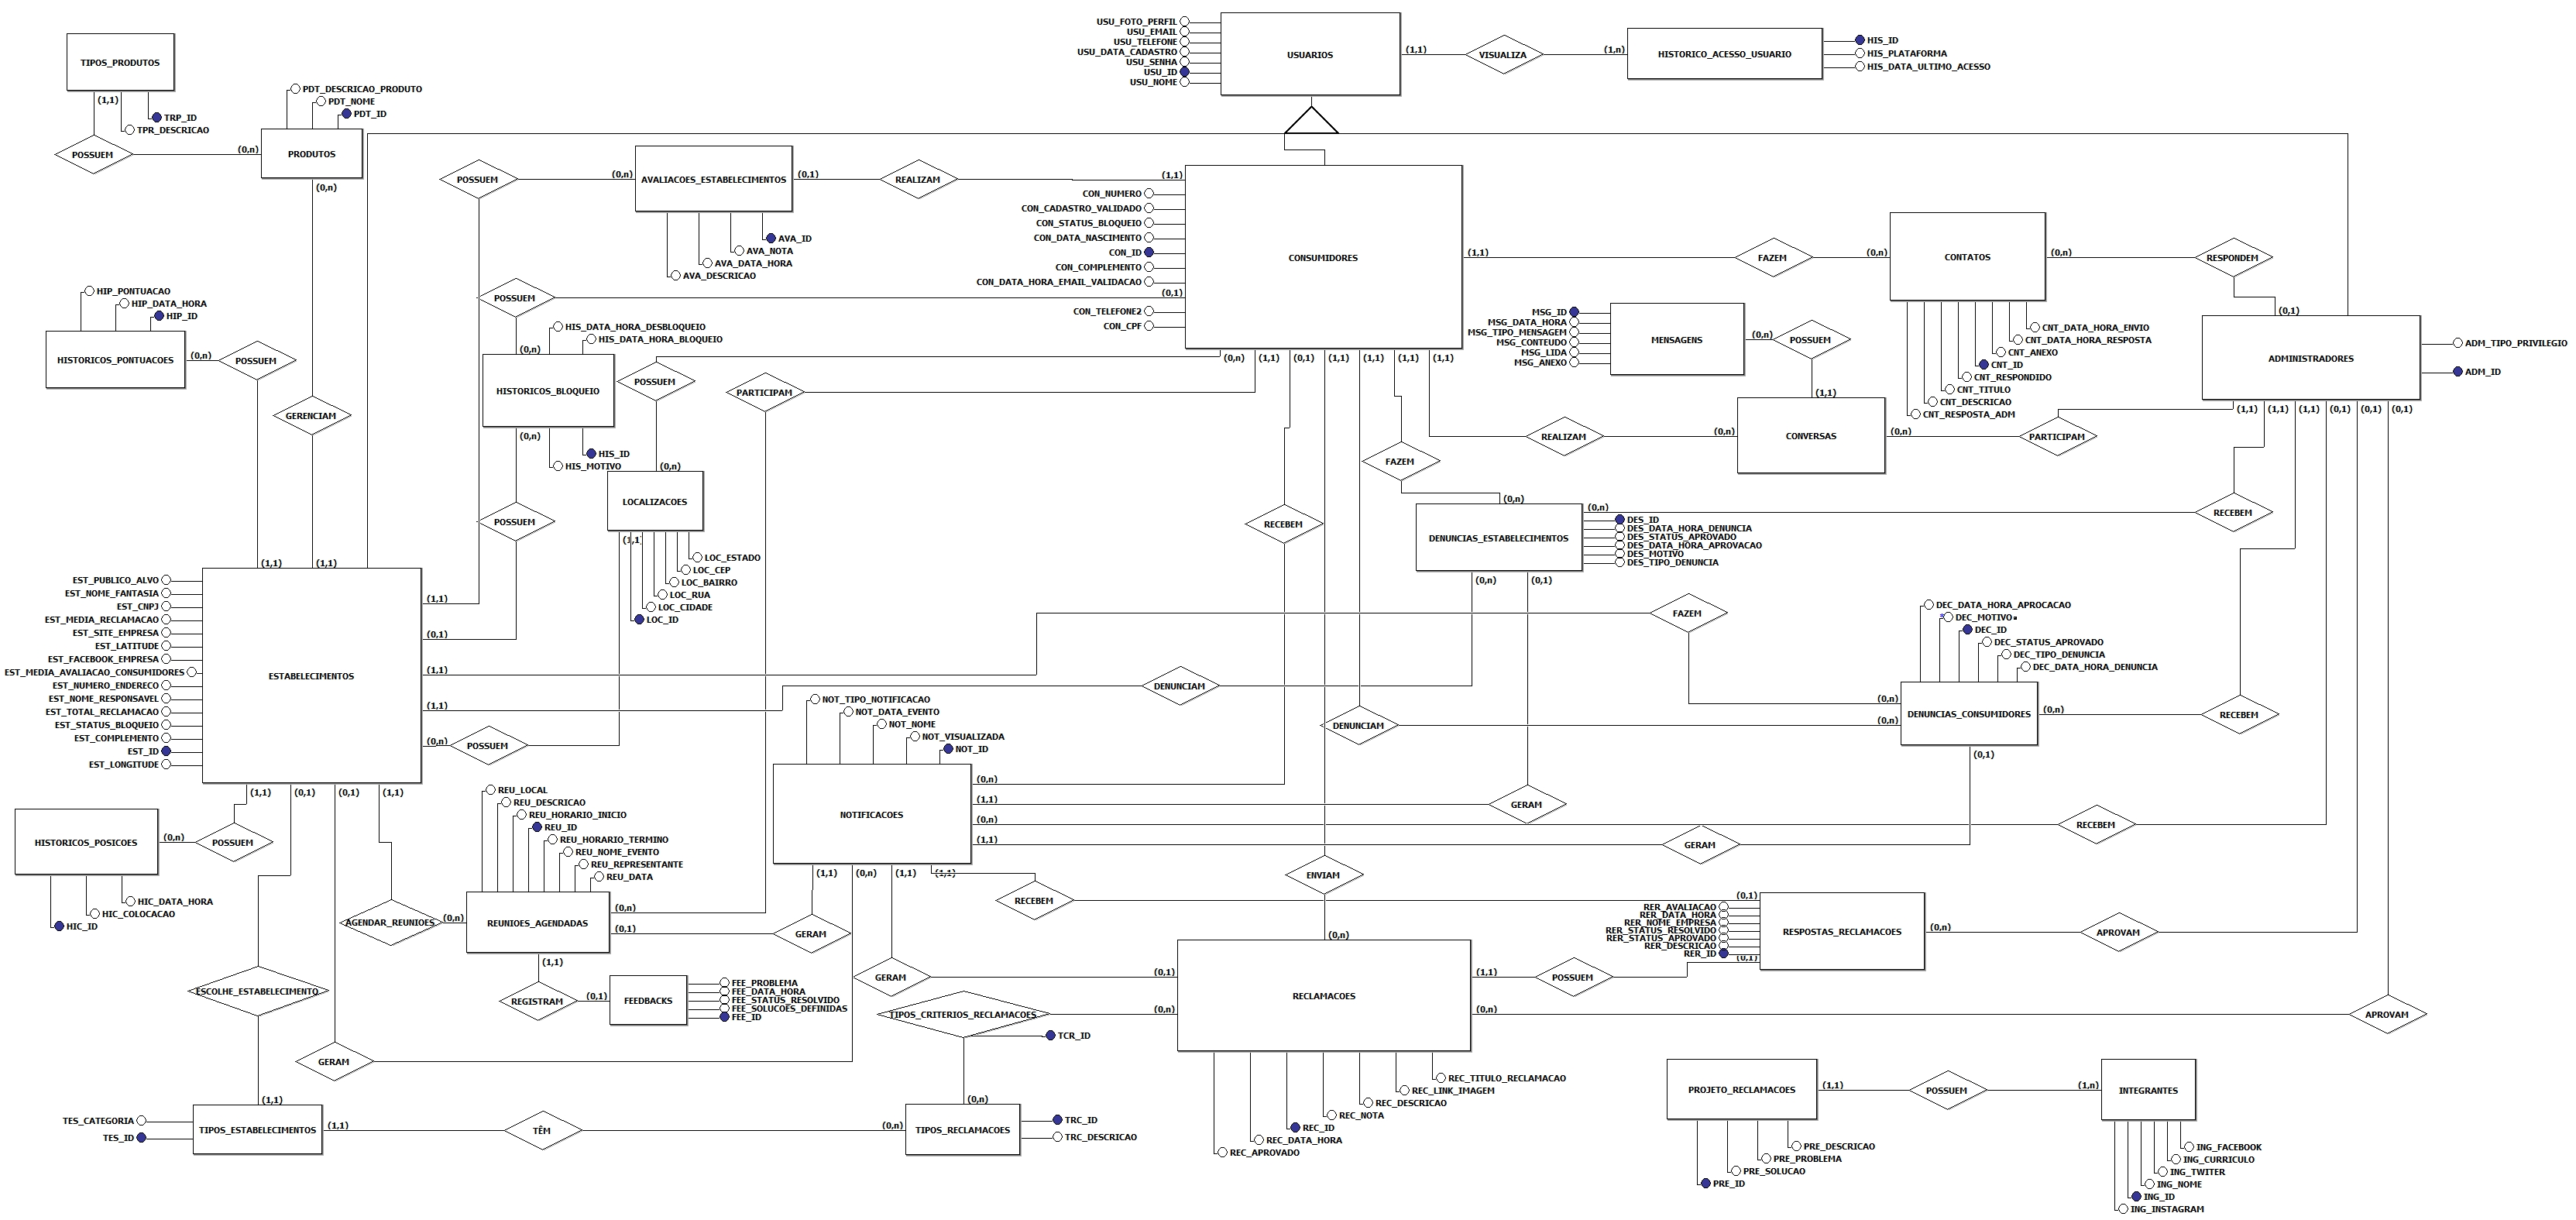 USU_FOTO_PERFIL
USU_EMAIL
USU_TELEFONE
USU_DATA_CADASTRO
USU_SENHA
USU_ID
USU_NOME
USUARIOS
(1,1)
VISUALIZA
(1,n)
HISTORICO_ACESSO_USUARIO
HIS_ID
HIS_PLATAFORMA
HIS_DATA_ULTIMO_ACESSO
TIPOS_PRODUTOS
(1,1)
TRP_ID
TPR_DESCRICAO
POSSUEM
(0,n)
PDT_DESCRICAO_PRODUTO
PDT_NOME
PDT_ID
PRODUTOS
(0,n)
POSSUEM
(0,n)
AVALIACOES_ESTABELECIMENTOS
(0,1)
REALIZAM
(1,1)
AVA_ID
AVA_NOTA
AVA_DATA_HORA
AVA_DESCRICAO
CON_NUMERO
CON_CADASTRO_VALIDADO
CON_STATUS_BLOQUEIO
CON_DATA_NASCIMENTO
CON_ID
CON_COMPLEMENTO
CON_DATA_HORA_EMAIL_VALIDACAO
(0,1)
CON_TELEFONE2
CON_CPF
CONSUMIDORES
(1,1)
FAZEM
(0,n)
CONTATOS
(0,n)
RESPONDEM
(0,1)
CNT_DATA_HORA_ENVIO
CNT_DATA_HORA_RESPOSTA
CNT_ANEXO
CNT_ID
CNT_RESPONDIDO
CNT_TITULO
CNT_DESCRICAO
CNT_RESPOSTA_ADM
MSG_ID
MSG_DATA_HORA
MSG_TIPO_MENSAGEM
MSG_CONTEUDO
MSG_LIDA
MSG_ANEXO
MENSAGENS
(0,n)
POSSUEM
(1,1)
ADMINISTRADORES
ADM_TIPO_PRIVILEGIO
ADM_ID
HIP_PONTUACAO
HIP_DATA_HORA
HIP_ID
HISTORICOS_PONTUACOES
(0,n)
POSSUEM
GERENCIAM
POSSUEM
HIS_DATA_HORA_DESBLOQUEIO
HIS_DATA_HORA_BLOQUEIO
(0,n)
HISTORICOS_BLOQUEIO
(0,n)
HIS_ID
HIS_MOTIVO
POSSUEM
POSSUEM
(0,n)
LOCALIZACOES
(1,1)
LOC_ESTADO
LOC_CEP
LOC_BAIRRO
LOC_RUA
LOC_CIDADE
LOC_ID
PARTICIPAM
(0,n)
(1,1)
(0,1)
(1,1)
(1,1)
(1,1)
(1,1)
REALIZAM
(0,n)
CONVERSAS
(0,n)
PARTICIPAM
(1,1)
(1,1)
(1,1)
(0,1)
(0,1)
(0,1)
FAZEM
(0,n)
RECEBEM
DENUNCIAS_ESTABELECIMENTOS
(0,n)
DES_ID
DES_DATA_HORA_DENUNCIA
DES_STATUS_APROVADO
DES_DATA_HORA_APROVACAO
DES_MOTIVO
DES_TIPO_DENUNCIA
RECEBEM
(0,n)
(0,1)
(1,1)
(1,1)
EST_PUBLICO_ALVO
EST_NOME_FANTASIA
EST_CNPJ
EST_MEDIA_RECLAMACAO
EST_SITE_EMPRESA
EST_LATITUDE
EST_FACEBOOK_EMPRESA
EST_MEDIA_AVALIACAO_CONSUMIDORES
EST_NUMERO_ENDERECO
EST_NOME_RESPONSAVEL
EST_TOTAL_RECLAMACAO
EST_STATUS_BLOQUEIO
EST_COMPLEMENTO
EST_ID
EST_LONGITUDE
ESTABELECIMENTOS
(1,1)
(0,1)
(1,1)
(1,1)
(0,n)
POSSUEM
FAZEM
DENUNCIAM
DENUNCIAM
DEC_DATA_HORA_APROCACAO
DEC_MOTIVO
DEC_ID
DEC_STATUS_APROVADO
DEC_TIPO_DENUNCIA
DEC_DATA_HORA_DENUNCIA
(0,n)
(0,n)
DENUNCIAS_CONSUMIDORES
(0,n)
RECEBEM
(0,1)
NOT_TIPO_NOTIFICACAO
NOT_DATA_EVENTO
NOT_NOME
NOT_VISUALIZADA
NOT_ID
NOTIFICACOES
(0,n)
(1,1)
(0,n)
(1,1)
GERAM
RECEBEM
GERAM
(1,1)
(0,1)
(0,1)
(1,1)
HISTORICOS_POSICOES
(0,n)
POSSUEM
HIC_DATA_HORA
HIC_COLOCACAO
HIC_ID
REU_LOCAL
REU_DESCRICAO
REU_HORARIO_INICIO
REU_ID
REU_HORARIO_TERMINO
REU_NOME_EVENTO
REU_REPRESENTANTE
REU_DATA
AGENDAR_REUNIOES
(0,n)
REUNIOES_AGENDADAS
(0,n)
(0,1)
(1,1)
GERAM
(1,1)
(0,n)
(1,1)
(1,1)
RECEBEM
ENVIAM
(0,n)
(0,1)
RER_AVALIACAO
RER_DATA_HORA
RER_NOME_EMPRESA
RER_STATUS_RESOLVIDO
RER_STATUS_APROVADO
RER_DESCRICAO
RER_ID
(0,1)
RESPOSTAS_RECLAMACOES
(0,n)
APROVAM
REGISTRAM
(0,1)
FEEDBACKS
FEE_PROBLEMA
FEE_DATA_HORA
FEE_STATUS_RESOLVIDO
FEE_SOLUCOES_DEFINIDAS
FEE_ID
GERAM
(0,1)
RECLAMACOES
(1,1)
POSSUEM
(0,n)
APROVAM
ESCOLHE_ESTABELECIMENTO
TIPOS_CRITERIOS_RECLAMACOES
(0,n)
TCR_ID
GERAM
REC_TITULO_RECLAMACAO
REC_LINK_IMAGEM
REC_DESCRICAO
REC_NOTA
REC_ID
REC_DATA_HORA
REC_APROVADO
(1,1)
TES_CATEGORIA
TES_ID
TIPOS_ESTABELECIMENTOS
(1,1)
TÊM
(0,n)
(0,n)
TIPOS_RECLAMACOES
TRC_ID
TRC_DESCRICAO
PROJETO_RECLAMACOES
(1,1)
POSSUEM
(1,n)
INTEGRANTES
PRE_DESCRICAO
PRE_PROBLEMA
PRE_SOLUCAO
PRE_ID
ING_FACEBOOK
ING_CURRICULO
ING_TWITER
ING_NOME
ING_ID
ING_INSTAGRAM